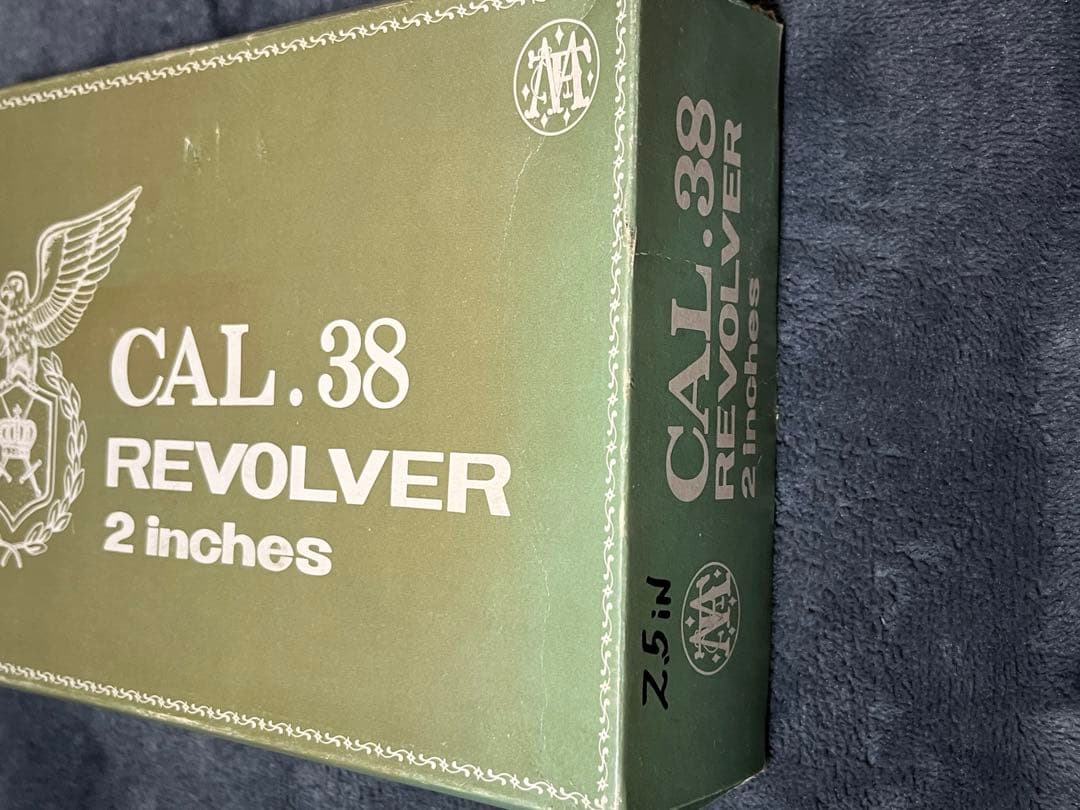 CAL.38
REVOLVER
2 inches
CAL.38
REVOLVER
2 inches
2.5 iN